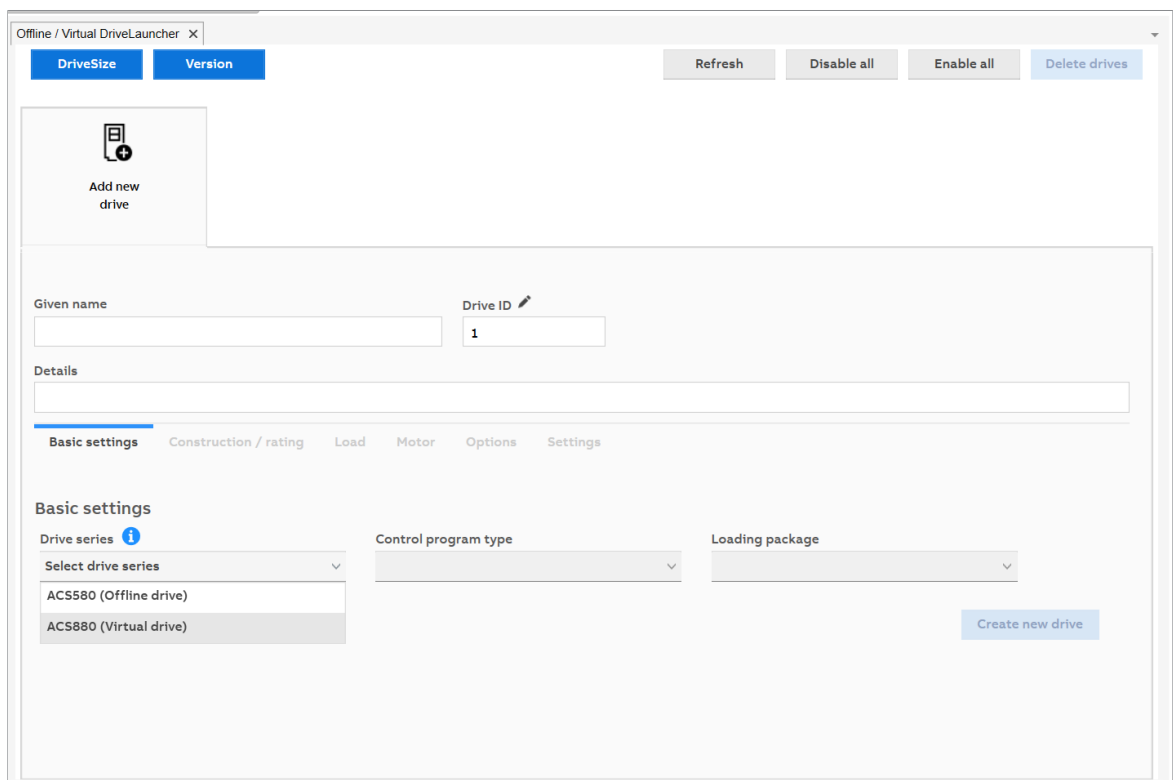 Offline / Virtual DriveLauncher X
DriveSize Version Refresh Disable all Enable all Delete drives
Add new
drive
Given name Drive ID
1
Details
Basic settings Construction / rating Load Motor Options Settings
Basic settings
Drive series i Control program type Loading package
Select drive series
ACS580 (Offline drive)
ACS880 (Virtual drive)
Create new drive